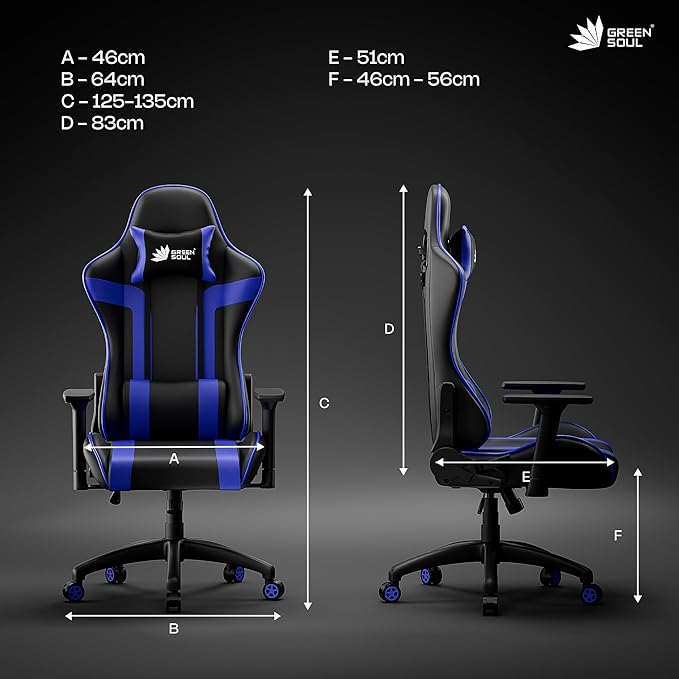 A – 46cm
B – 64cm
C – 125-135cm
D – 83cm
E – 51cm
F – 46cm - 56cm
GREEN
SOUL®
GREEN
SOUL
A
B
C
D
E
F